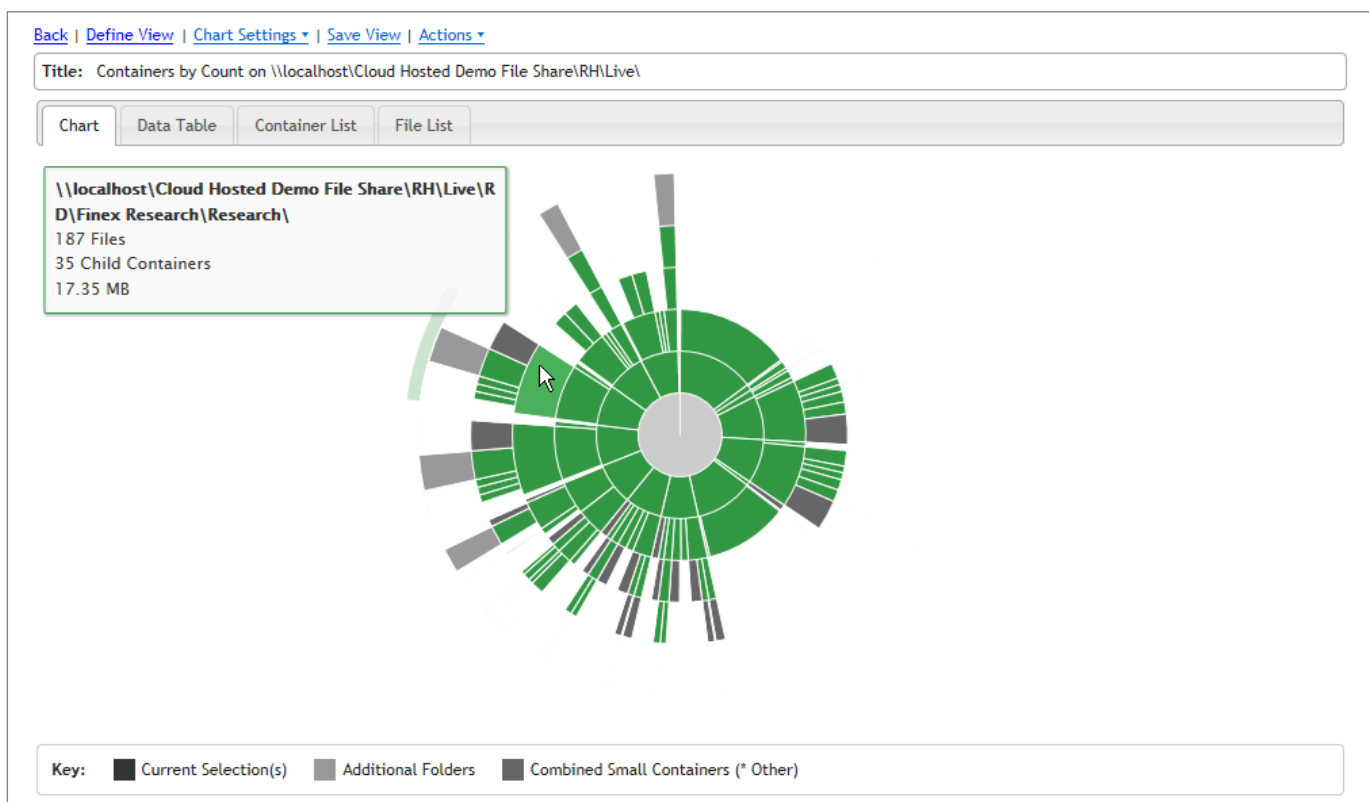 Back | Define View | Chart Settings ▾ | Save View | Actions ▾
Title: Containers by Count on \\localhost\Cloud Hosted Demo File Share\RH\Live\
Chart Data Table Container List File List
\\localhost\Cloud Hosted Demo File Share\RH\Live\R
D\Finex Research\Research\
187 Files
35 Child Containers
17.35 MB
Key: Current Selection(s) Additional Folders Combined Small Containers (* Other)